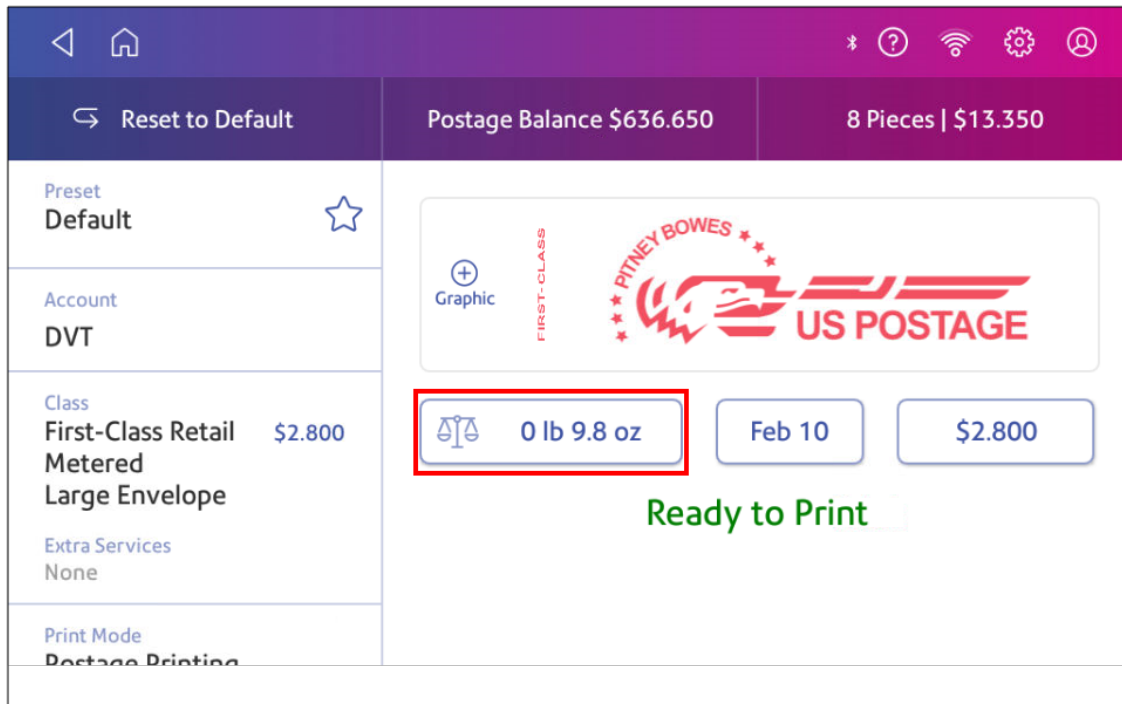 Reset to Default
Postage Balance $636.650
8 Pieces | $13.350
Preset
Default
Account
DVT
Class
First-Class Retail $2.800
Metered
Large Envelope
Extra Services
None
Print Mode
Postage Printing
Graphic
FIRST-CLASS
PITNEY BOWES
US POSTAGE
0 lb 9.8 oz
Feb 10
$2.800
Ready to Print